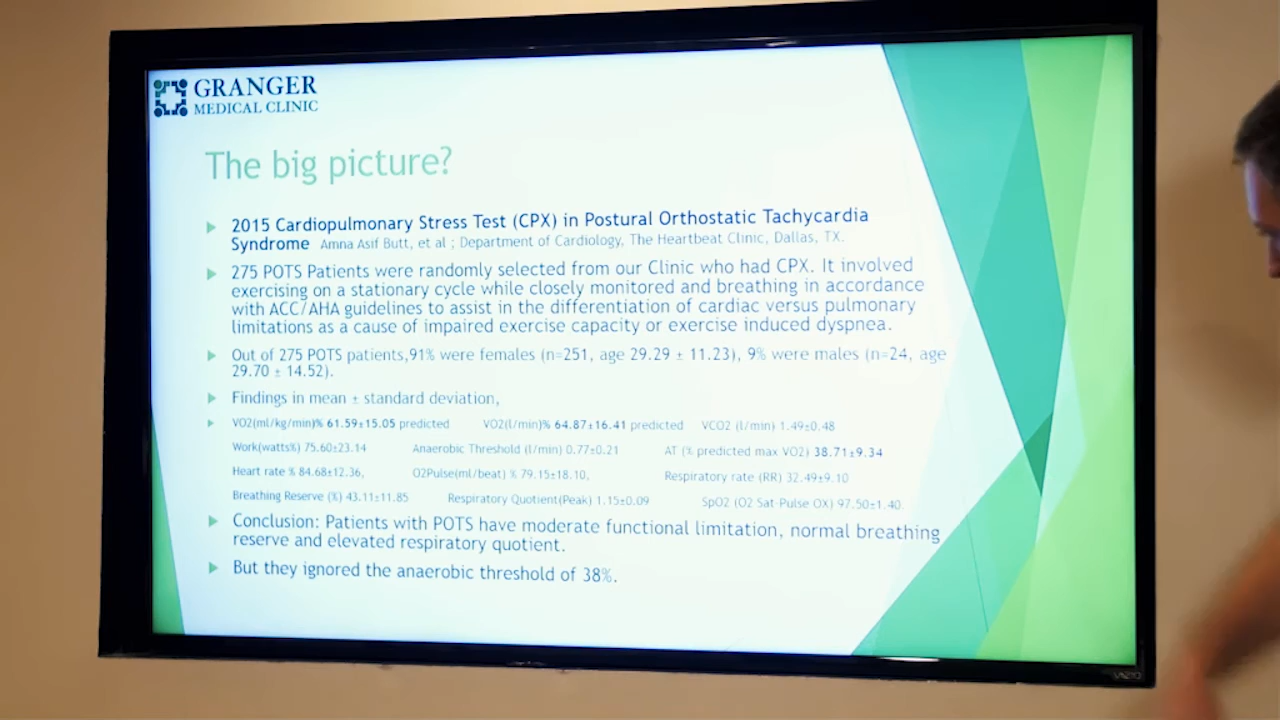 GRANGER
MEDICAL CLINIC
The big picture?
2015 Cardiopulmonary Stress Test (CPX) in Postural Orthostatic Tachycardia
Syndrome Amna Asif Butt, et al ; Department of Cardiology, The Heartbeat Clinic, Dallas, TX.
275 POTS Patients were randomly selected from our Clinic who had CPX. It involved
exercising on a stationary cycle while closely monitored and breathing in accordance
with ACC/AHA guidelines to assist in the differentiation of cardiac versus pulmonary
limitations as a cause of impaired exercise capacity or exercise induced dyspnea.
Out of 275 POTS patients,91% were females (n=251, age 29.29 ± 11.23), 9% were males (n=24, age
29.70 ± 14.52).
Findings in mean ± standard deviation,
VO2(ml/kg/min)% 61.59±15.05 predicted VO2(l/min)% 64.87±16.41 predicted VCO2 (l/min) 1.49±0.48
Work(watts%) 75.60±23.14 Anaerobic Threshold (l/min) 0.77±0.21 AT (% predicted max VO2) 38.71±9.34
Heart rate % 84.68±12.36, O2Pulse(ml/beat) % 79.15±18.10, Respiratory rate (RR) 32.49±9.10
Breathing Reserve (%) 43.11±11.85 Respiratory Quotient(Peak) 1.15±0.09 SpO2 (O2 Sat-Pulse OX) 97.50±1.40.
Conclusion: Patients with POTS have moderate functional limitation, normal breathing
reserve and elevated respiratory quotient.
But they ignored the anaerobic threshold of 38%.
VIZIO